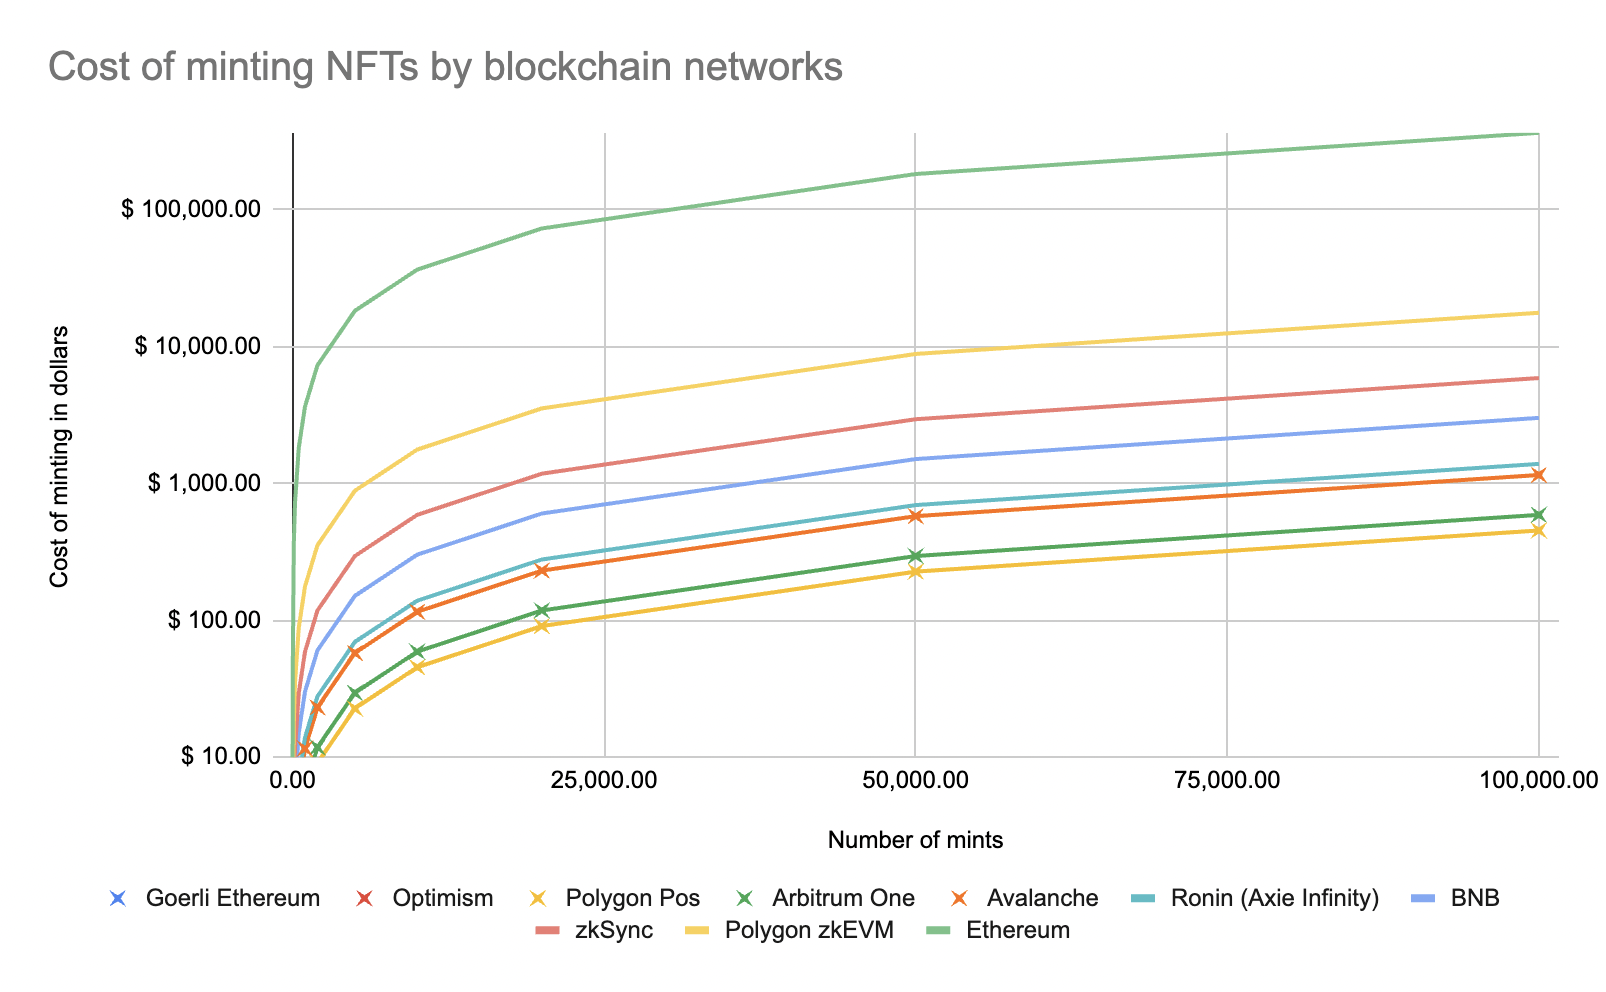 Cost of minting NFTs by blockchain networks
Cost of minting in dollars
$ 100,000.00
$ 10,000.00
$ 1,000.00
$ 100.00
$ 10.00
0.00 25,000.00 50,000.00 75,000.00 100,000.00
Number of mints
Goerli Ethereum Optimism Polygon Pos Arbitrum One Avalanche Ronin (Axie Infinity) BNB
zkSync Polygon zkEVM Ethereum